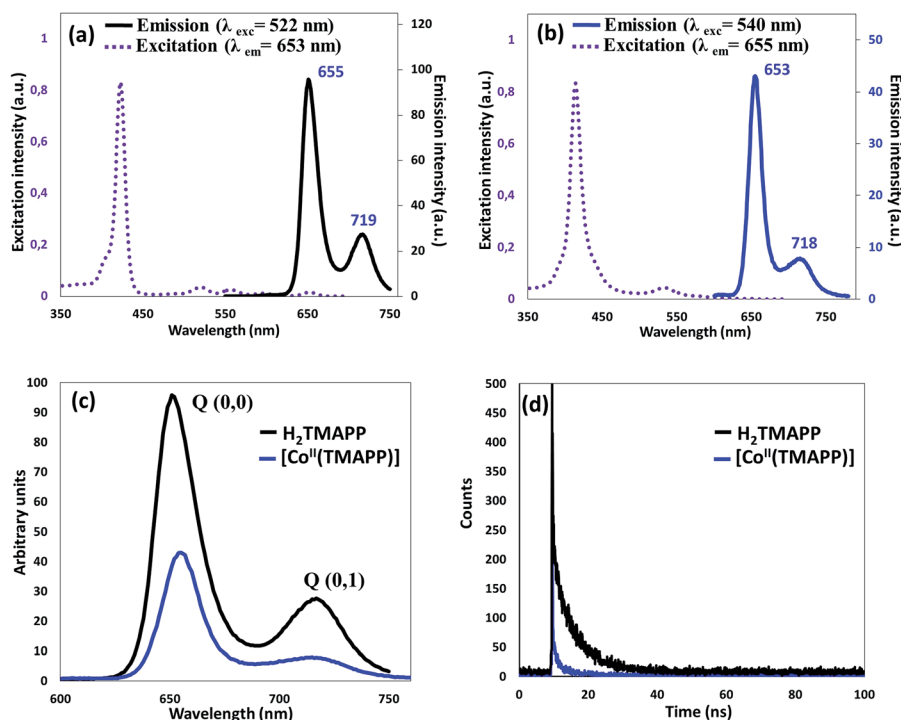 (a)
Emission (λ exc= 522 nm)
Excitation (λ em= 653 nm)
Excitation intensity (a.u.)
1
0,8
0,6
0,4
0,2
0
655
719
120
100
80
60
40
20
0
Emission intensity (a.u.)
350 450 550 650 750
Wavelength (nm)
(b)
Emission (λ exc= 540 nm)
Excitation (λ em= 655 nm)
Excitation intensity (a.u.)
1
0,8
0,6
0,4
0,2
0
653
718
50
40
30
20
10
0
Emission intensity (a.u.)
350 450 550 650 750
Wavelength (nm)
(c)
Q (0,0)
H₂TMAPP
[Coᴵᴵ(TMAPP)]
Q (0,1)
Arbitrary units
100
90
80
70
60
50
40
30
20
10
0
600 650 700 750
Wavelength (nm)
(d)
H₂TMAPP
[Coᴵᴵ(TMAPP)]
Counts
500
450
400
350
300
250
200
150
100
50
0
0 20 40 60 80 100
Time (ns)